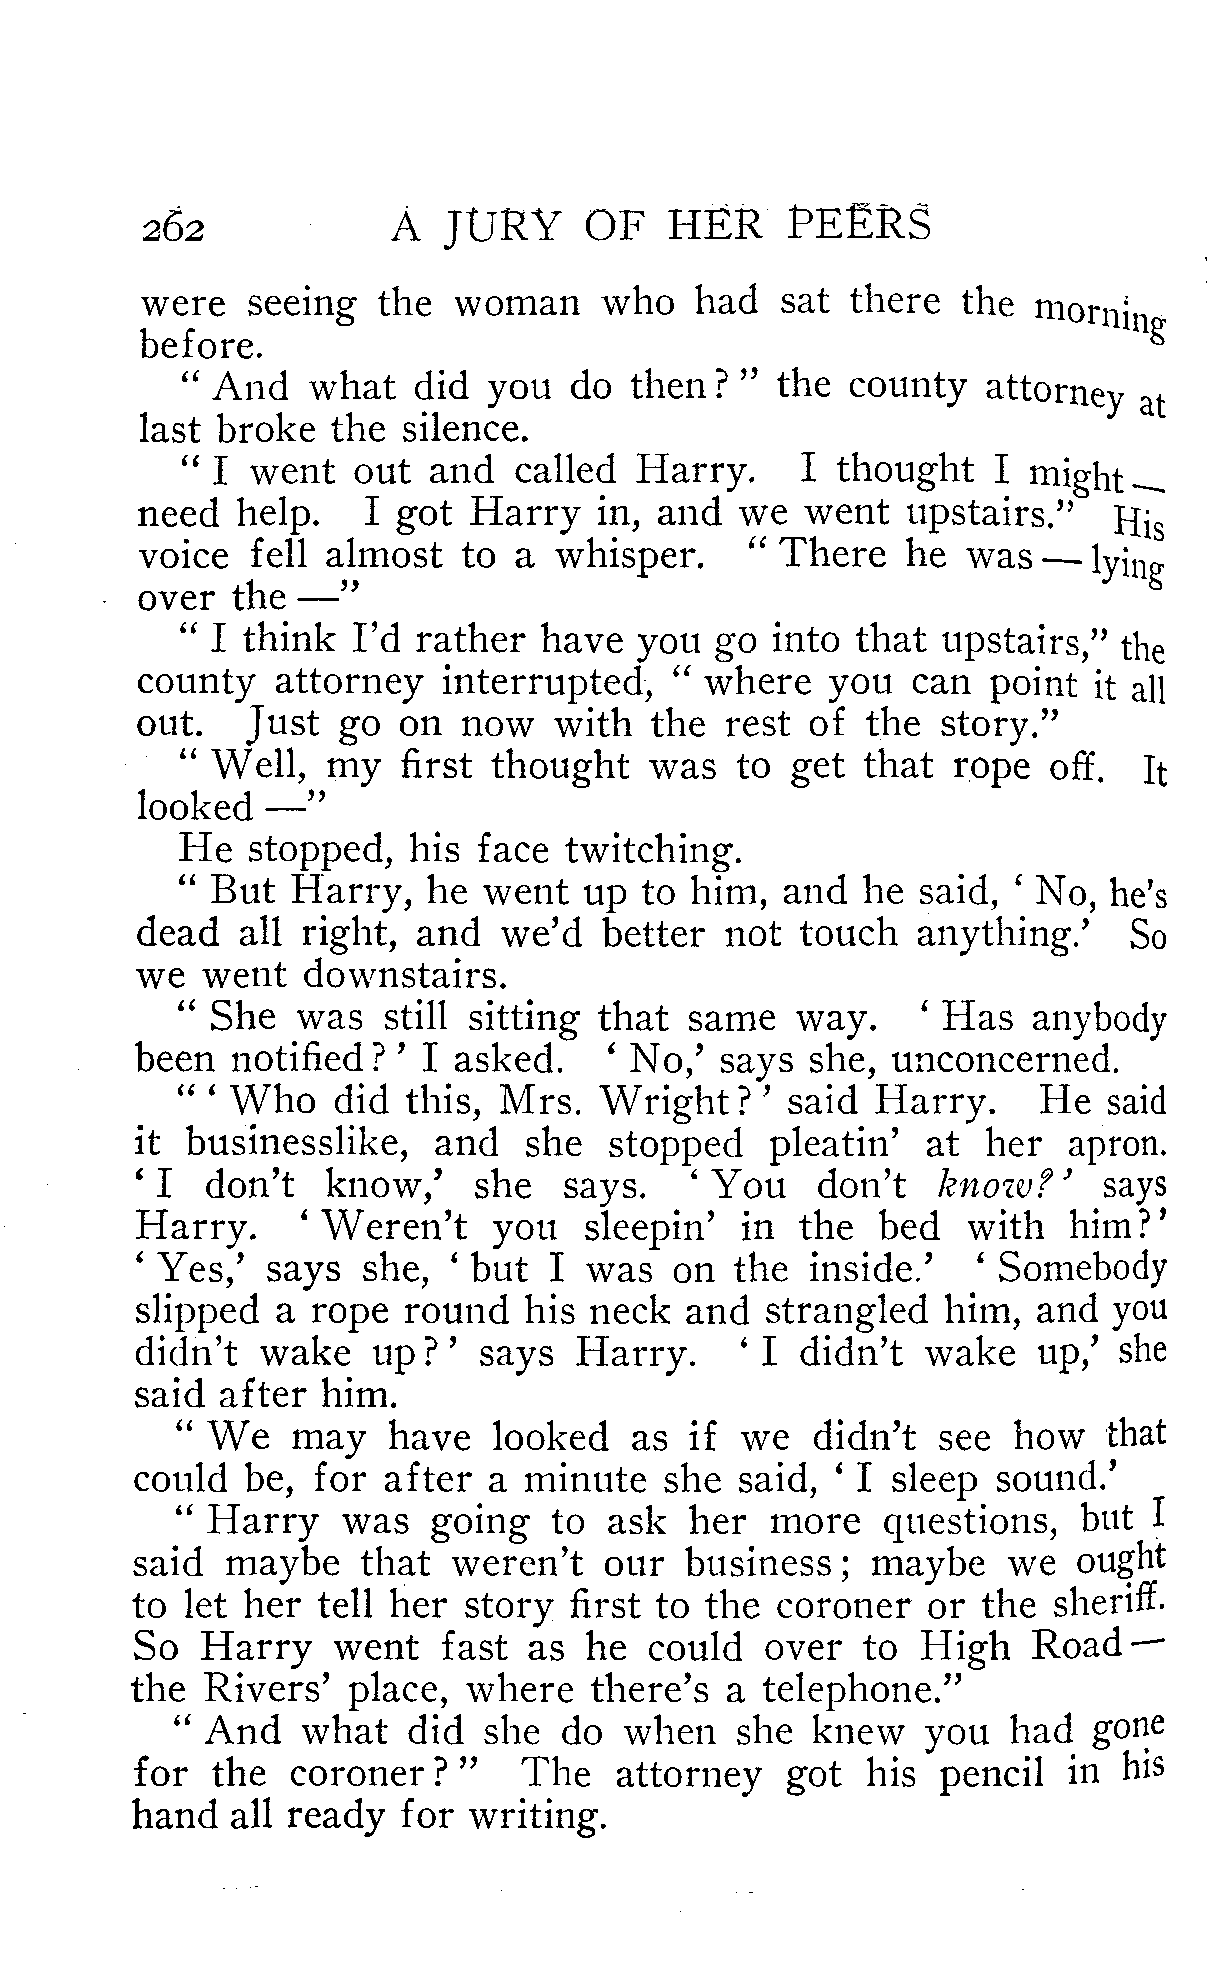 262 A JURY OF HER PEERS
were seeing the woman who had sat there the morning
before.
" And what did you do then? " the county attorney at
last broke the silence.
" I went out and called Harry. I thought I might —
need help. I got Harry in, and we went upstairs." His
voice fell almost to a whisper. " There he was — lying
over the —"
" I think I'd rather have you go into that upstairs," the
county attorney interrupted, " where you can point it all
out. Just go on now with the rest of the story."
" Well, my first thought was to get that rope off. It
looked —"
He stopped, his face twitching.
" But Harry, he went up to him, and he said, ' No, he's
dead all right, and we'd better not touch anything.' So
we went downstairs.
" She was still sitting that same way. ' Has anybody
been notified? ' I asked. ' No,' says she, unconcerned.
" ' Who did this, Mrs. Wright? ' said Harry. He said
it businesslike, and she stopped pleatin' at her apron.
' I don't know,' she says. ' You don't know? ' says
Harry. ' Weren't you sleepin' in the bed with him?'
' Yes,' says she, ' but I was on the inside.' ' Somebody
slipped a rope round his neck and strangled him, and you
didn't wake up? ' says Harry. ' I didn't wake up,' she
said after him.
" We may have looked as if we didn't see how that
could be, for after a minute she said, ' I sleep sound.'
" Harry was going to ask her more questions, but I
said maybe that weren't our business; maybe we ought
to let her tell her story first to the coroner or the sheriff.
So Harry went fast as he could over to High Road —
the Rivers' place, where there's a telephone."
" And what did she do when she knew you had gone
for the coroner? " The attorney got his pencil in his
hand all ready for writing.